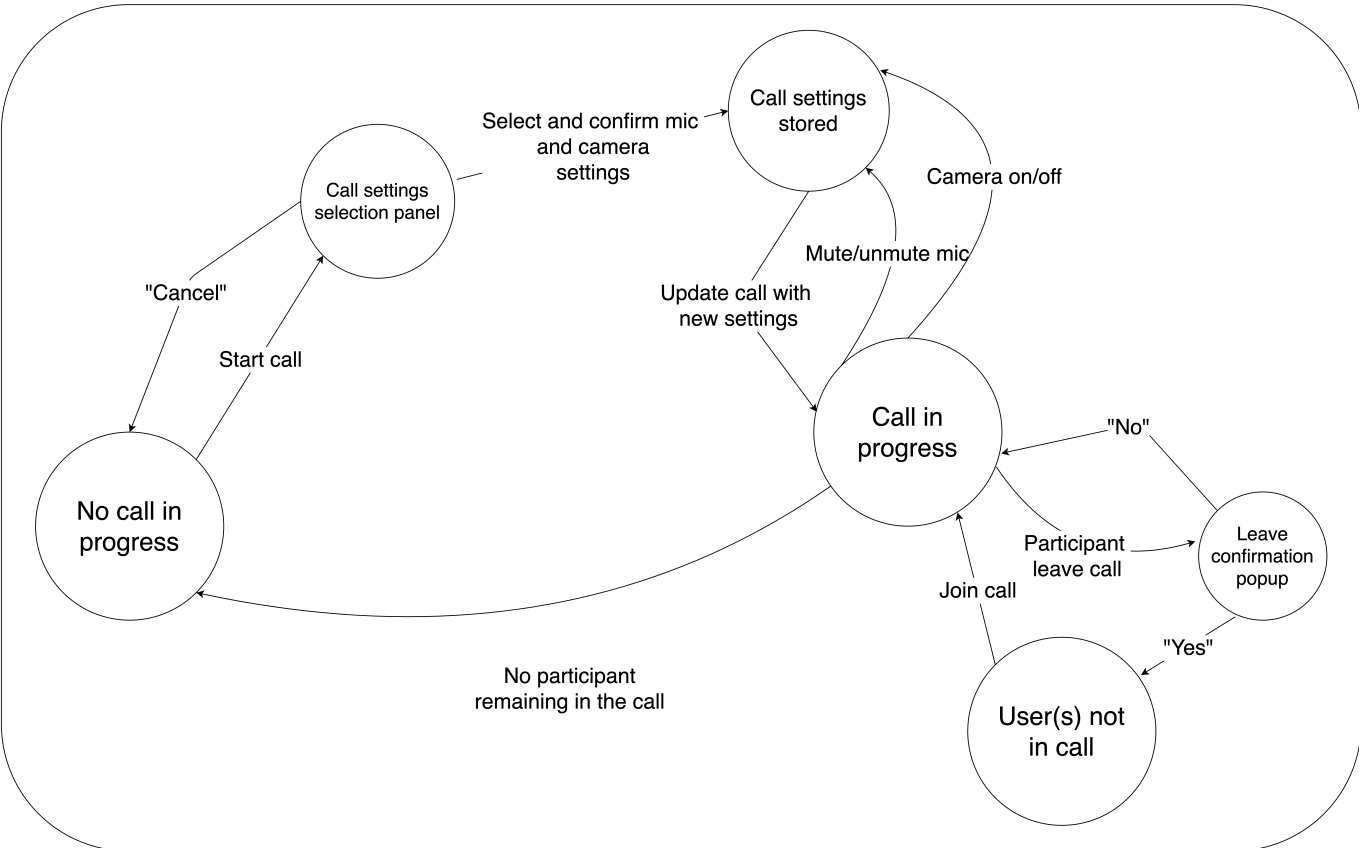 Call settings
stored
Select and confirm mic
and camera
settings
Camera on/off
Call settings
selection panel
Mute/unmute mic
"Cancel"
Update call with
new settings
Start call
Call in
progress
"No"
No call in
progress
Participant
leave call
Leave
confirmation
popup
Join call
"Yes"
No participant
remaining in the call
User(s) not
in call